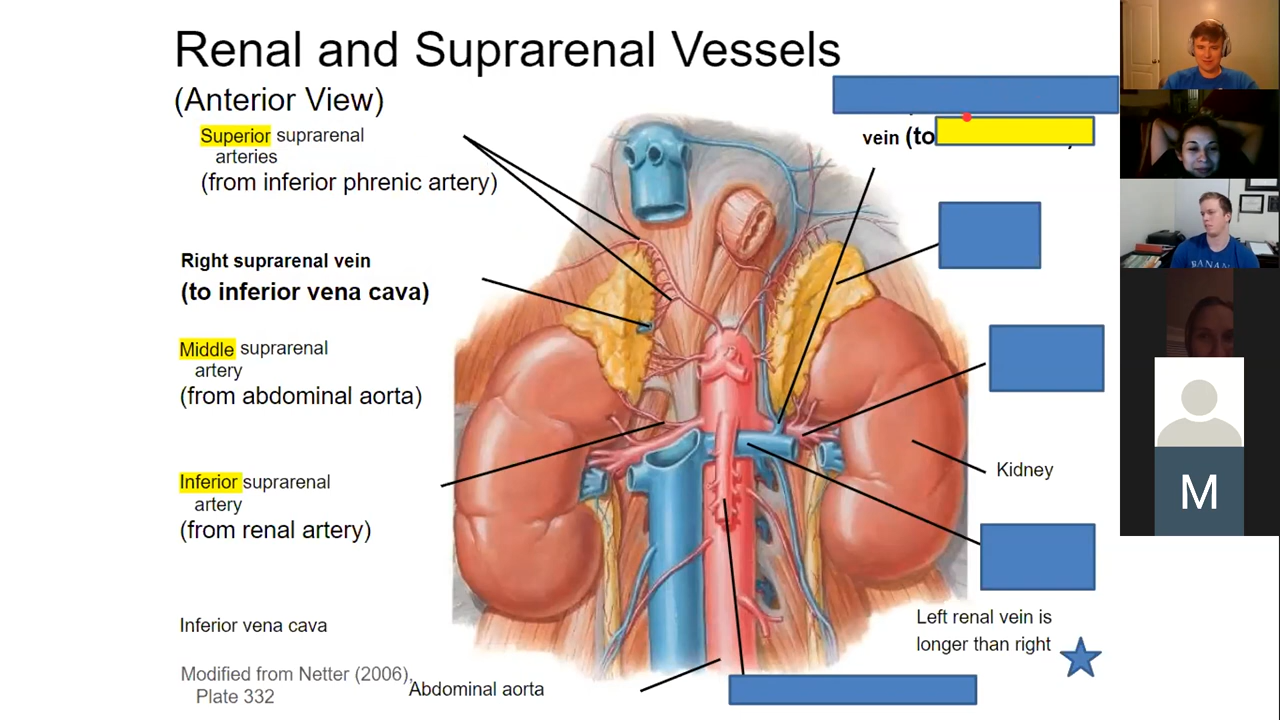 Renal and Suprarenal Vessels
(Anterior View)
Superior suprarenal
arteries
(from inferior phrenic artery)
vein (to
Right suprarenal vein
(to inferior vena cava)
Middle suprarenal
artery
(from abdominal aorta)
Inferior suprarenal
artery
(from renal artery)
Kidney
Inferior vena cava
Left renal vein is
longer than right
Modified from Netter (2006),
Plate 332
Abdominal aorta
M
BANAN